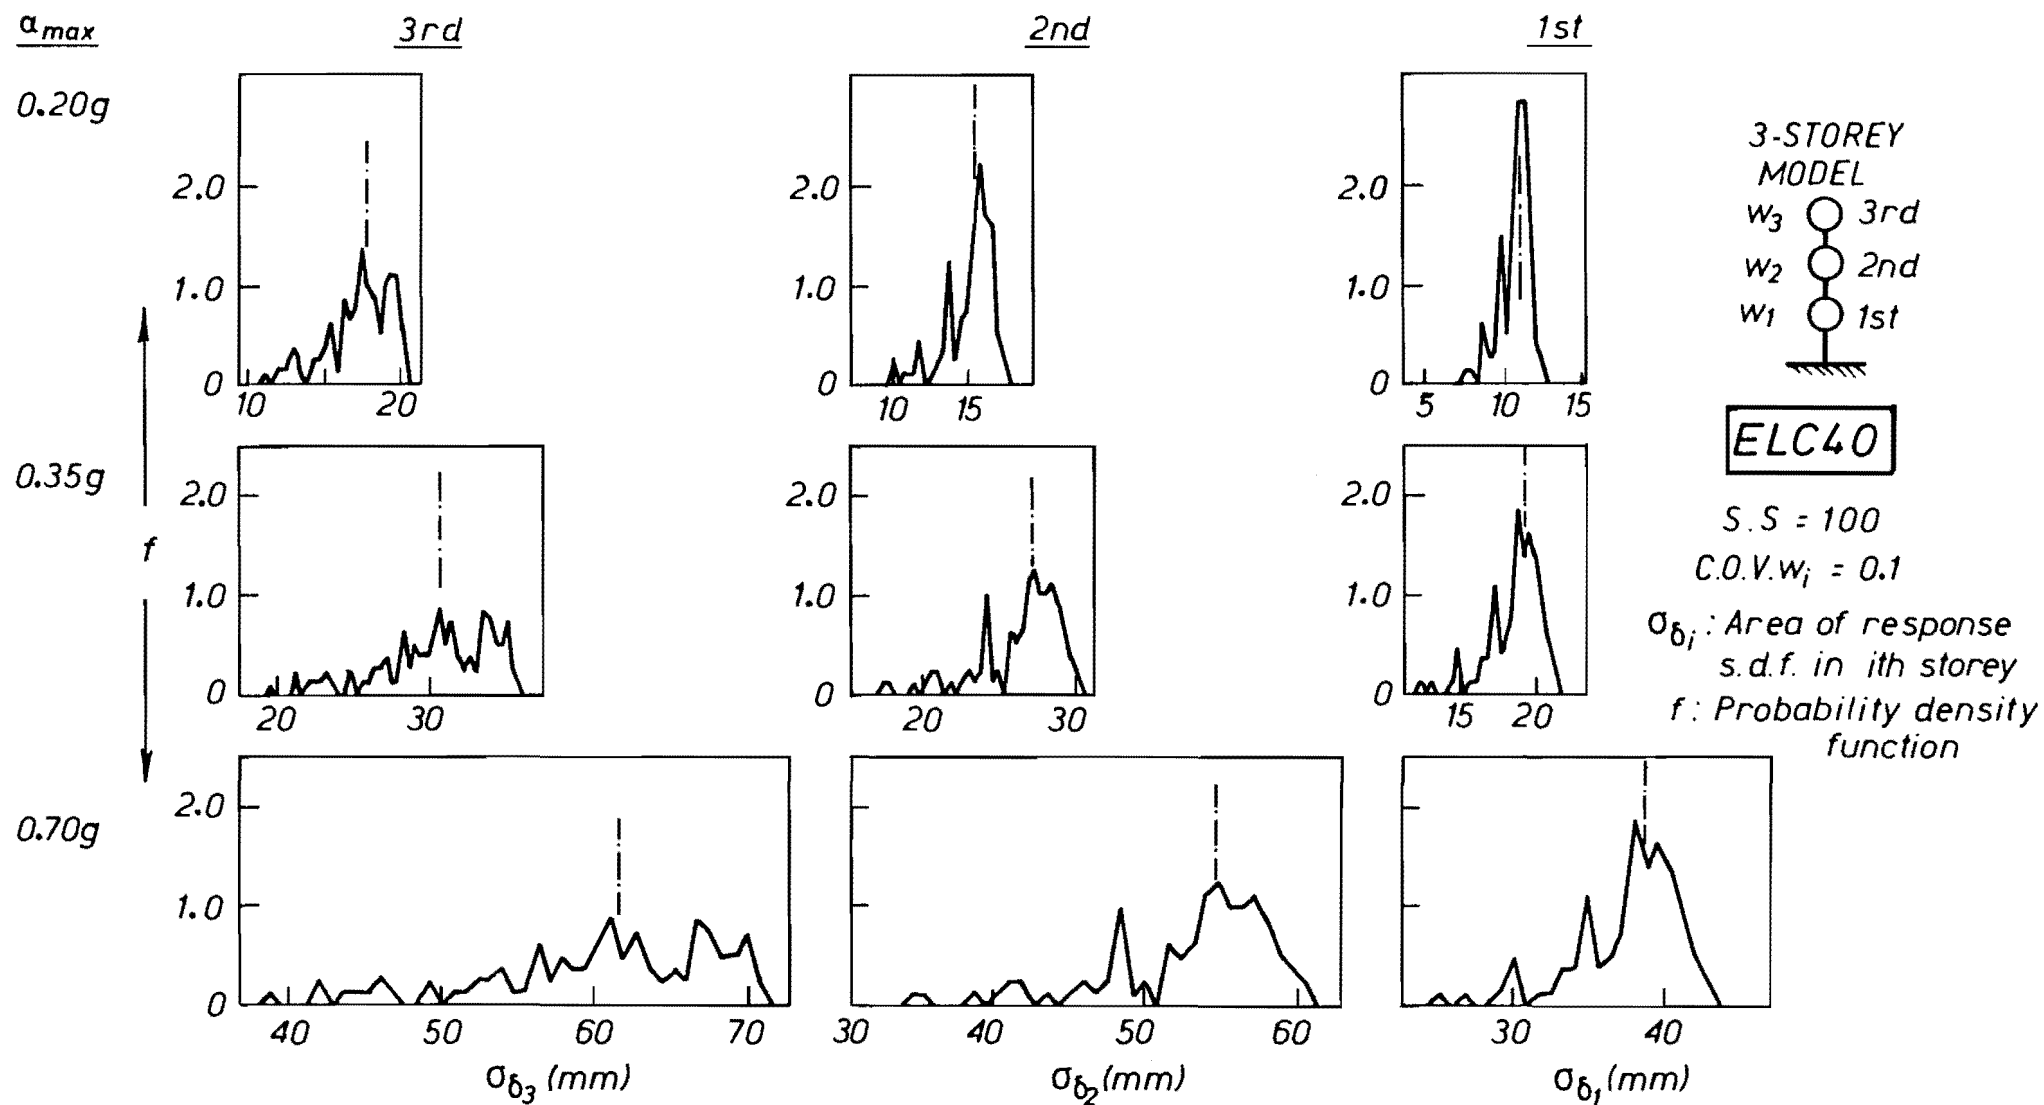 αmax 3rd 2nd 1st
0.20g
2.0
1.0
0
10 20
2.0
1.0
0
10 15
2.0
1.0
0
5 10 15
3-STOREY
MODEL
w3 3rd
w2 2nd
w1 1st
ELC40
0.35g
f
2.0
1.0
0
20 30
2.0
1.0
0
20 30
2.0
1.0
0
15 20
S.S = 100
C.O.V.wi = 0.1
σδi : Area of response
s.d.f. in ith storey
f : Probability density
function
0.70g
2.0
1.0
0
40 50 60 70
σδ3 (mm)
30 40 50 60
σδ2 (mm)
30 40
σδ1 (mm)